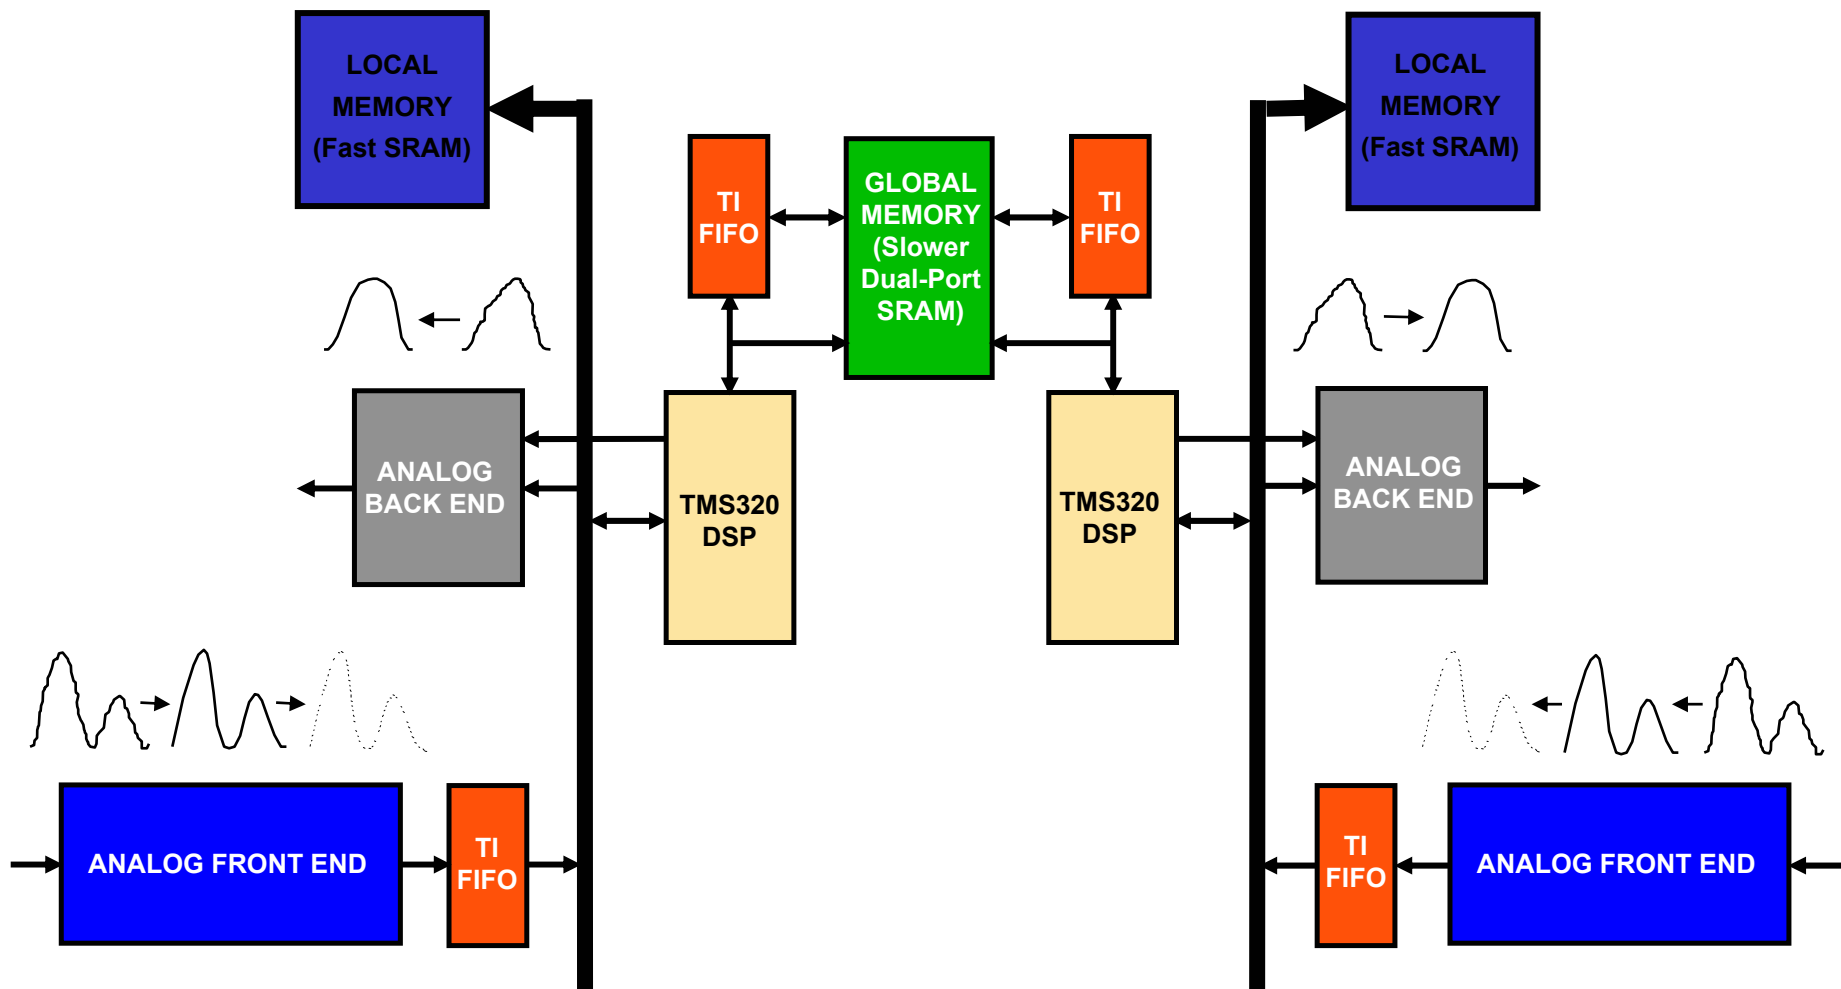 LOCAL
MEMORY
(Fast SRAM)
LOCAL
MEMORY
(Fast SRAM)
TI
FIFO
GLOBAL
MEMORY
(Slower
Dual-Port
SRAM)
TI
FIFO
ANALOG
BACK END
TMS320
DSP
TMS320
DSP
ANALOG
BACK END
ANALOG FRONT END
TI
FIFO
TI
FIFO
ANALOG FRONT END